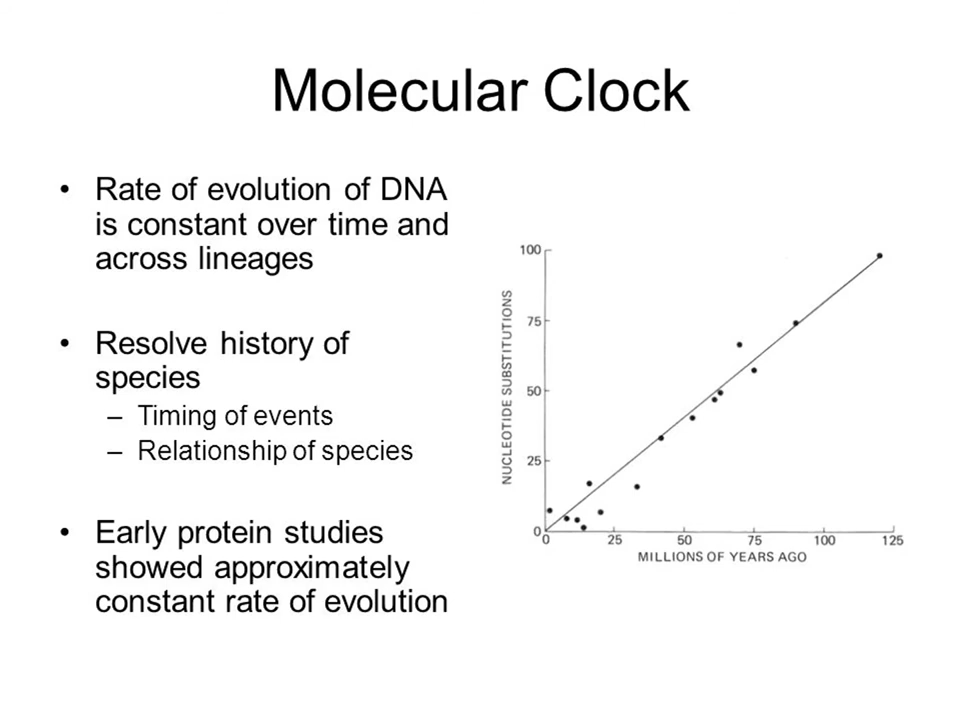 Molecular Clock
• Rate of evolution of DNA
is constant over time and
across lineages
• Resolve history of
species
– Timing of events
– Relationship of species
• Early protein studies
showed approximately
constant rate of evolution
NUCLEOTIDE SUBSTITUTIONS
100
75
50
25
0
0 25 50 75 100 125
MILLIONS OF YEARS AGO